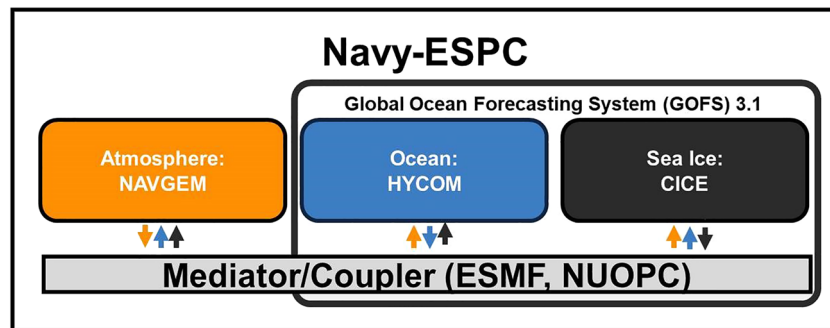 Navy-ESPC
Global Ocean Forecasting System (GOFS) 3.1
Atmosphere:
NAVGEM
Ocean:
HYCOM
Sea Ice:
CICE
Mediator/Coupler (ESMF, NUOPC)